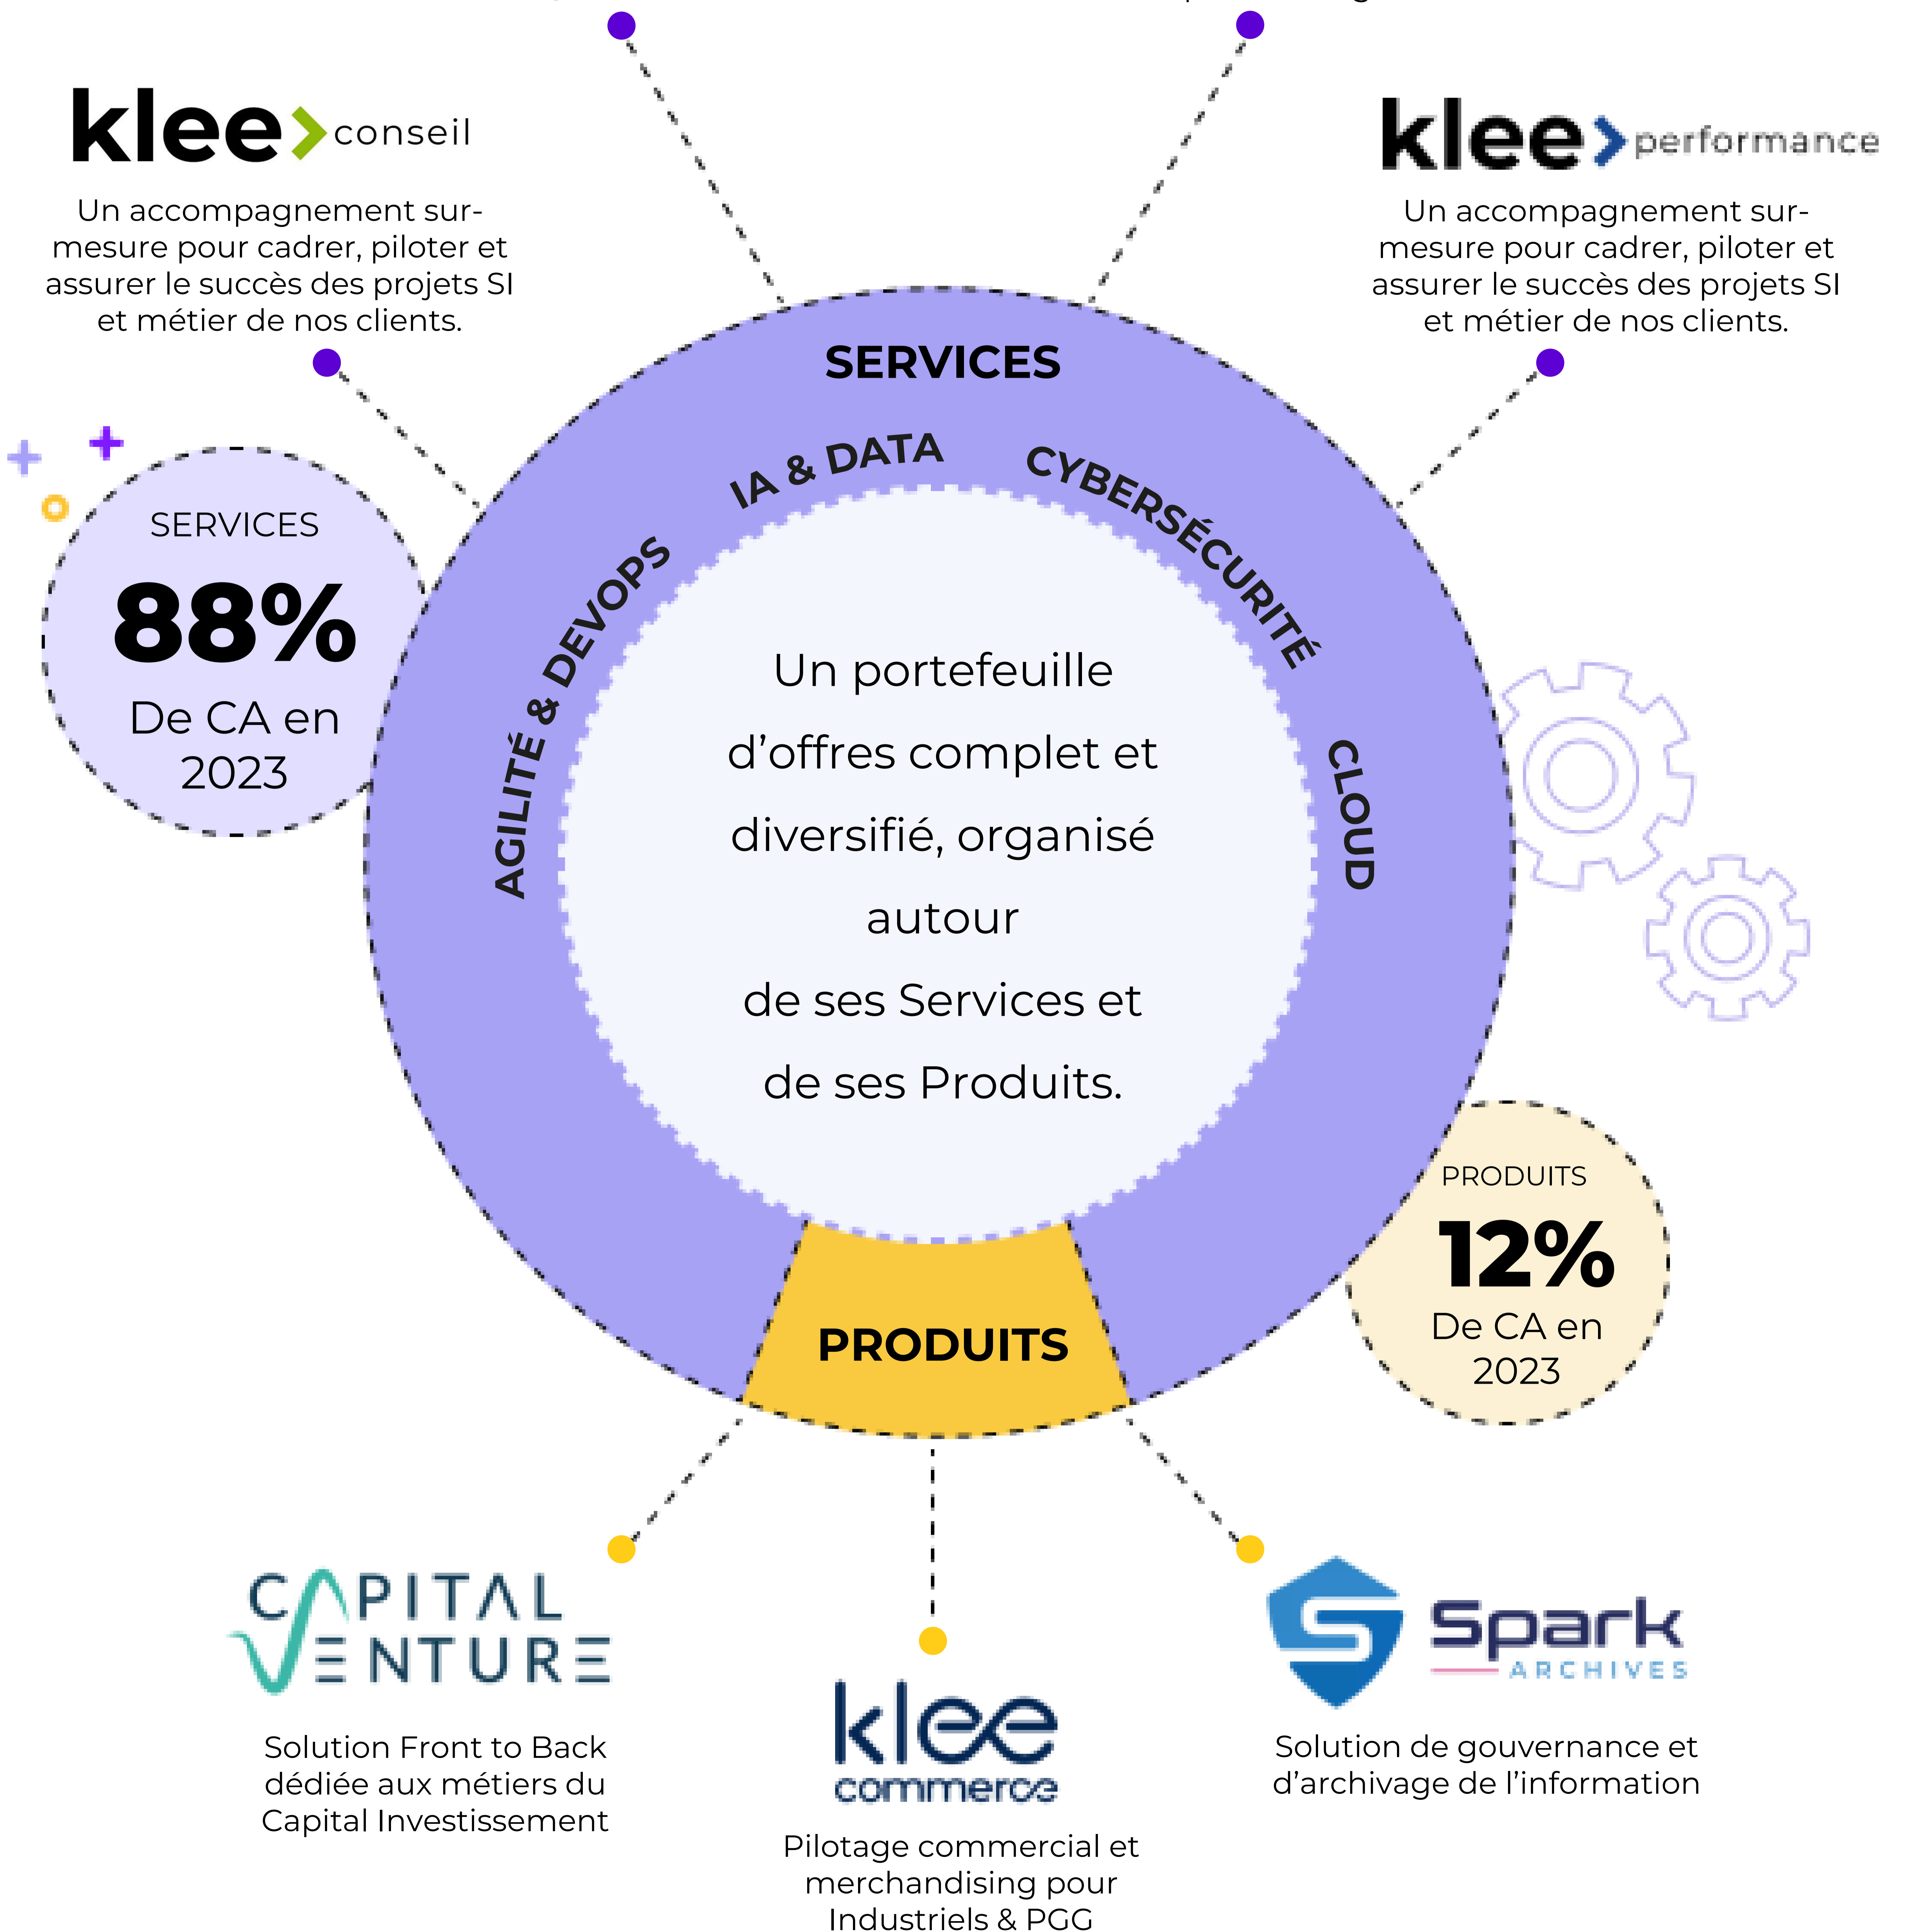 klee conseil
Un accompagnement sur-
mesure pour cadrer, piloter et
assurer le succès des projets SI
et métier de nos clients.
klee performance
Un accompagnement sur-
mesure pour cadrer, piloter et
assurer le succès des projets SI
et métier de nos clients.
SERVICES
AGILITÉ & DEVOPS
IA & DATA
CYBERSÉCURITÉ
CLOUD
SERVICES
88%
De CA en
2023
Un portefeuille
d’offres complet et
diversifié, organisé
autour
de ses Services et
de ses Produits.
PRODUITS
12%
De CA en
2023
PRODUITS
CAPITAL
VENTURE
Solution Front to Back
dédiée aux métiers du
Capital Investissement
klee
commerce
Pilotage commercial et
merchandising pour
Industriels & PGG
Spark
ARCHIVES
Solution de gouvernance et
d’archivage de l’information